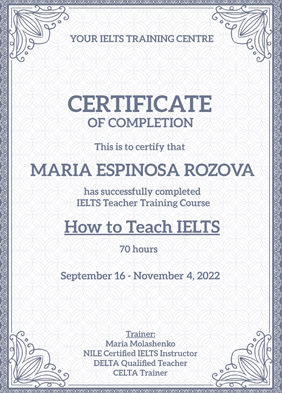 YOUR IELTS TRAINING CENTRE
CERTIFICATE
OF COMPLETION
This is to certify that
MARIA ESPINOSA ROZOVA
has successfully completed
IELTS Teacher Training Course
How to Teach IELTS
70 hours
September 16 - November 4, 2022
Trainer:
Maria Molashenko
NILE Certified IELTS Instructor
DELTA Qualified Teacher
CELTA Trainer